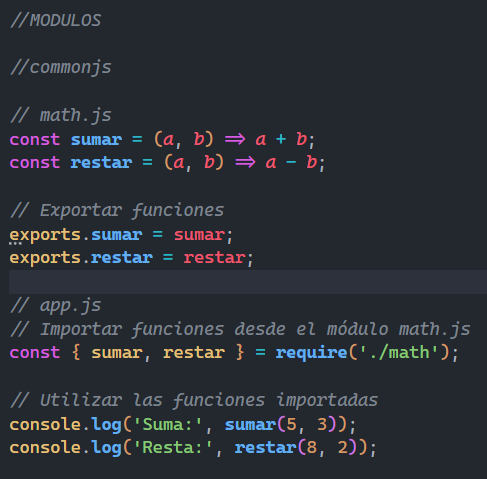 //MODULOS
//commonjs
// math.js
const sumar = (a, b) => a + b;
const restar = (a, b) => a - b;
// Exportar funciones
exports.sumar = sumar;
exports.restar = restar;
// app.js
// Importar funciones desde el módulo math.js
const { sumar, restar } = require('./math');
// Utilizar las funciones importadas
console.log('Suma:', sumar(5, 3));
console.log('Resta:', restar(8, 2));